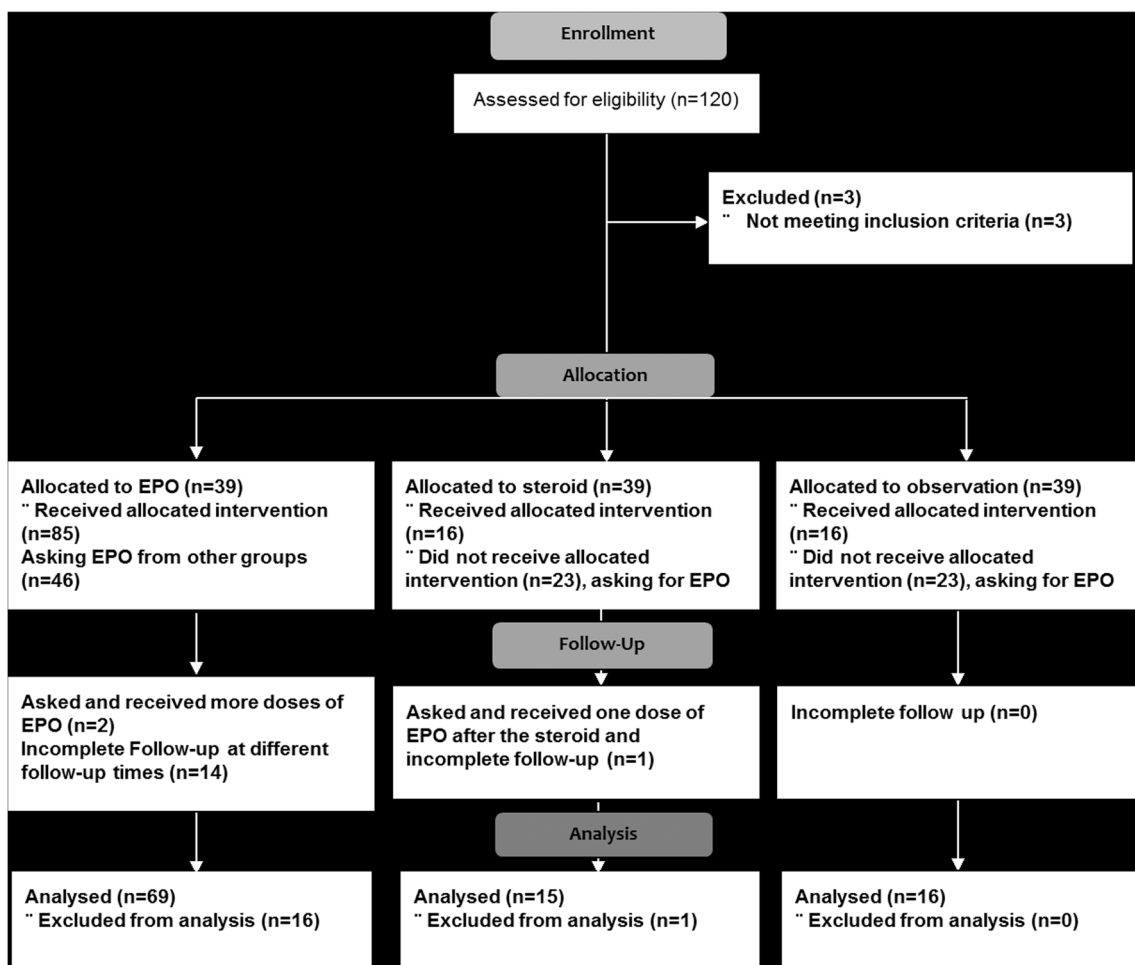 Enrollment
Assessed for eligibility (n=120)
Excluded (n=3)
¨ Not meeting inclusion criteria (n=3)
Allocation
Allocated to EPO (n=39)
¨ Received allocated intervention
(n=85)
Asking EPO from other groups
(n=46)
Allocated to steroid (n=39)
¨ Received allocated intervention
(n=16)
¨ Did not receive allocated
intervention (n=23), asking for EPO
Allocated to observation (n=39)
¨ Received allocated intervention
(n=16)
¨ Did not receive allocated
intervention (n=23), asking for EPO
Follow-Up
Asked and received more doses of
EPO (n=2)
Incomplete Follow-up at different
follow-up times (n=14)
Asked and received one dose of
EPO after the steroid and
incomplete follow-up (n=1)
Incomplete follow up (n=0)
Analysis
Analysed (n=69)
¨ Excluded from analysis (n=16)
Analysed (n=15)
¨ Excluded from analysis (n=1)
Analysed (n=16)
¨ Excluded from analysis (n=0)